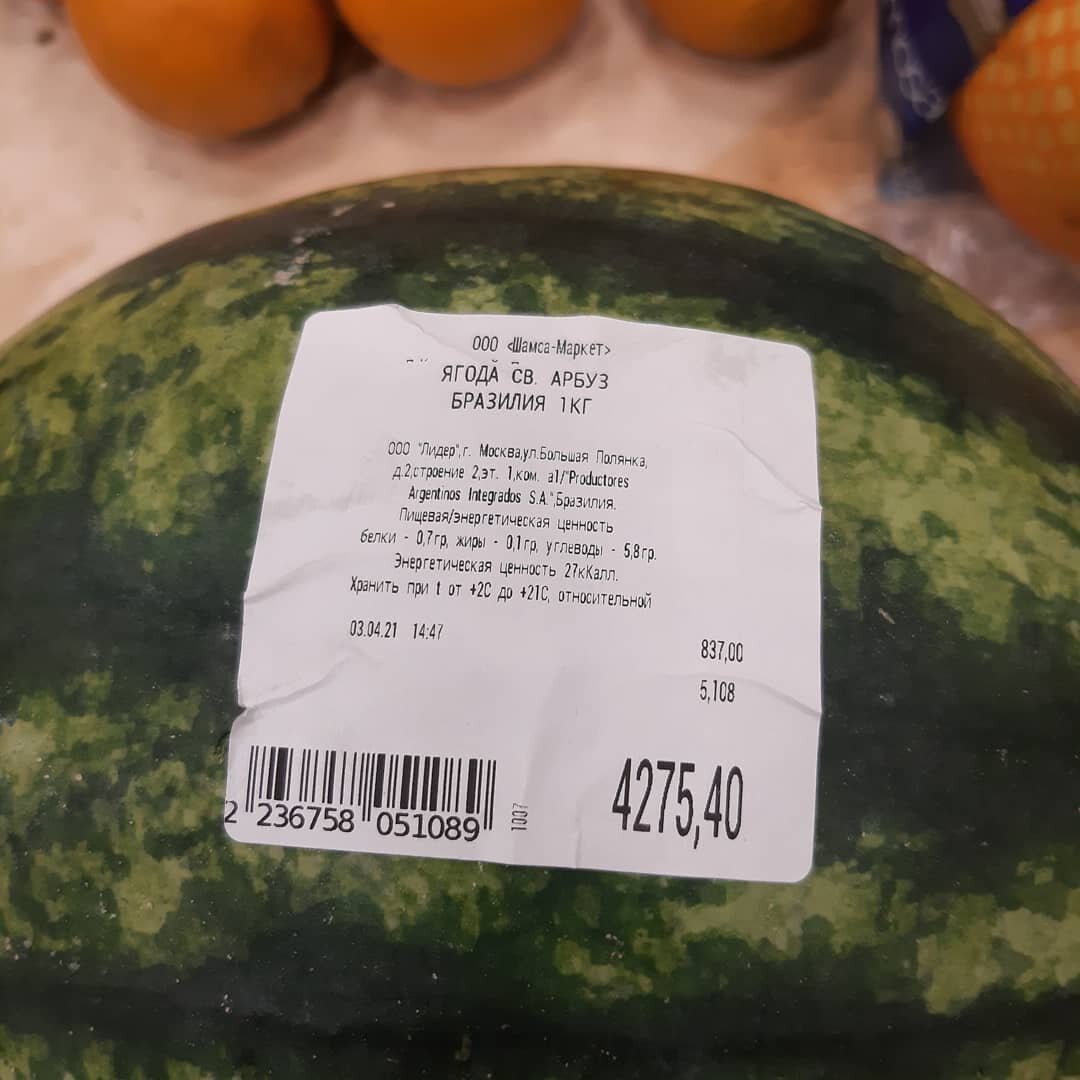 ООО <Шамса-Маркет>
ЯГОДА СВ. АРБУЗ
БРАЗИЛИЯ 1КГ
ООО "Лидер",г. Москва,ул.Большая Полянка,
д.2,строение 2,эт. 1,ком. а1/"Productores
Argentinos Integrados S.A.",Бразилия.
Пищевая/энергетическая ценность
белки - 0,7гр, жиры - 0,1гр, углеводы - 5,8гр.
Энергетическая ценность 27кКалл.
Хранить при t от +2С до +21С, относительной
03.04.21 14:47
837,00
5,108
4275,40
2 236758 051089
1007